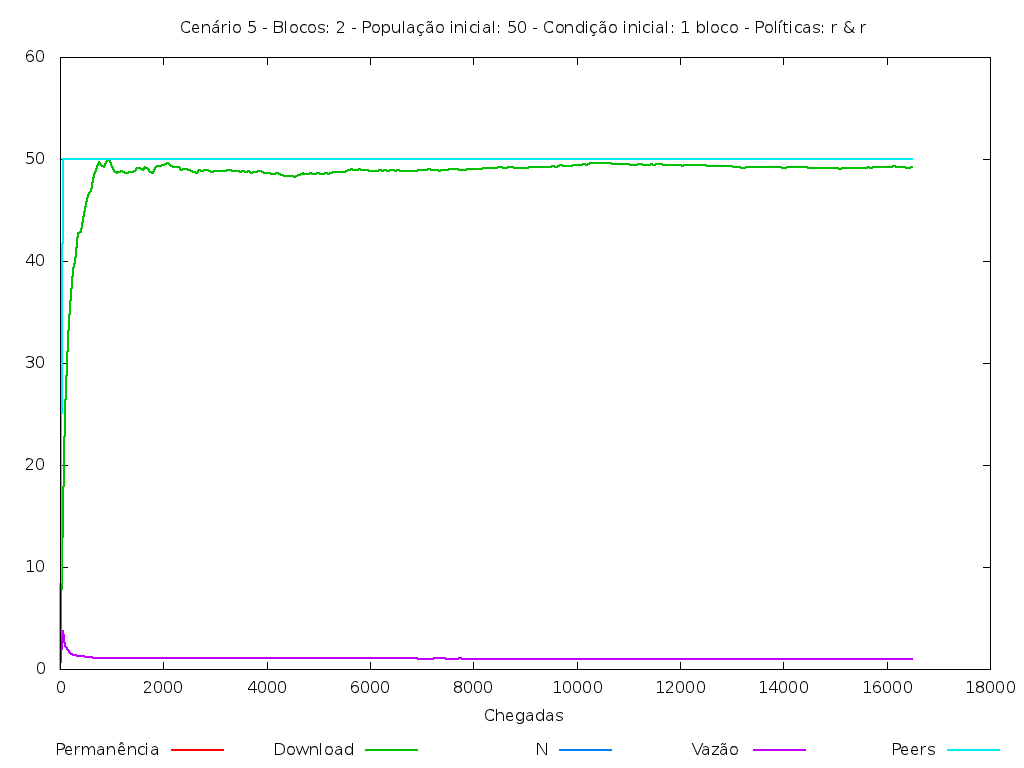 Cenário 5 - Blocos: 2 - População inicial: 50 - Condição inicial: 1 bloco - Políticas: r & r
60
50
40
30
20
10
0
0 2000 4000 6000 8000 10000 12000 14000 16000 18000
Chegadas
Permanência Download N Vazão Peers